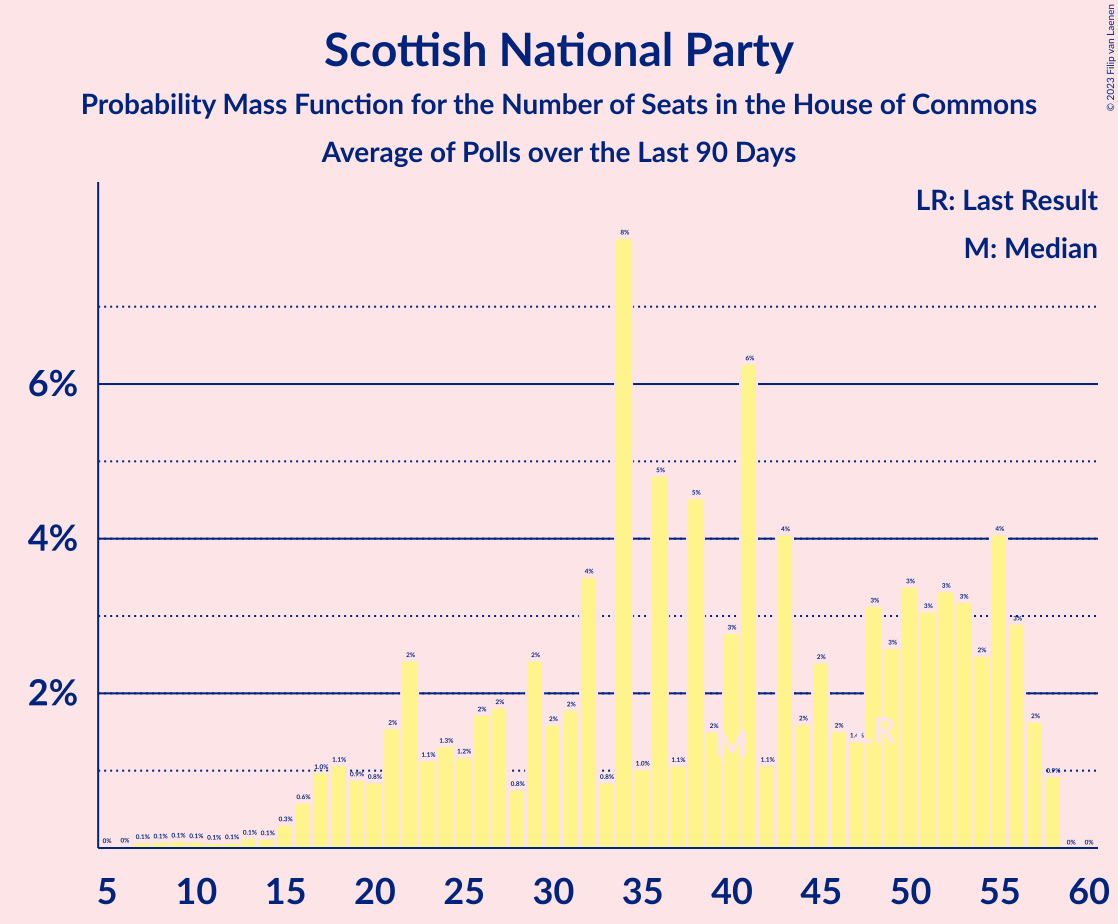 Scottish National Party
Probability Mass Function for the Number of Seats in the House of Commons
Average of Polls over the Last 90 Days
© 2023 Filip van Laenen
LR: Last Result
M: Median
6%
4%
2%
0% 0% 0.1% 0.1% 0.1% 0.1% 0.1% 0.1% 0.1% 0.1% 0.3% 0.6% 1.0% 1.1% 0.9% 0.8% 2% 2% 1.1% 1.3% 1.2% 2% 2% 0.8% 2% 2% 2% 4% 0.8% 8% 1.0% 5% 1.1% 5% 2% 3% 6% 1.1% 4% 2% 2% 2% 3% 3% 3% 3% 3% 3% 2% 4% 3% 2% 0.9% 0% 0%
M LR
5 10 15 20 25 30 35 40 45 50 55 60